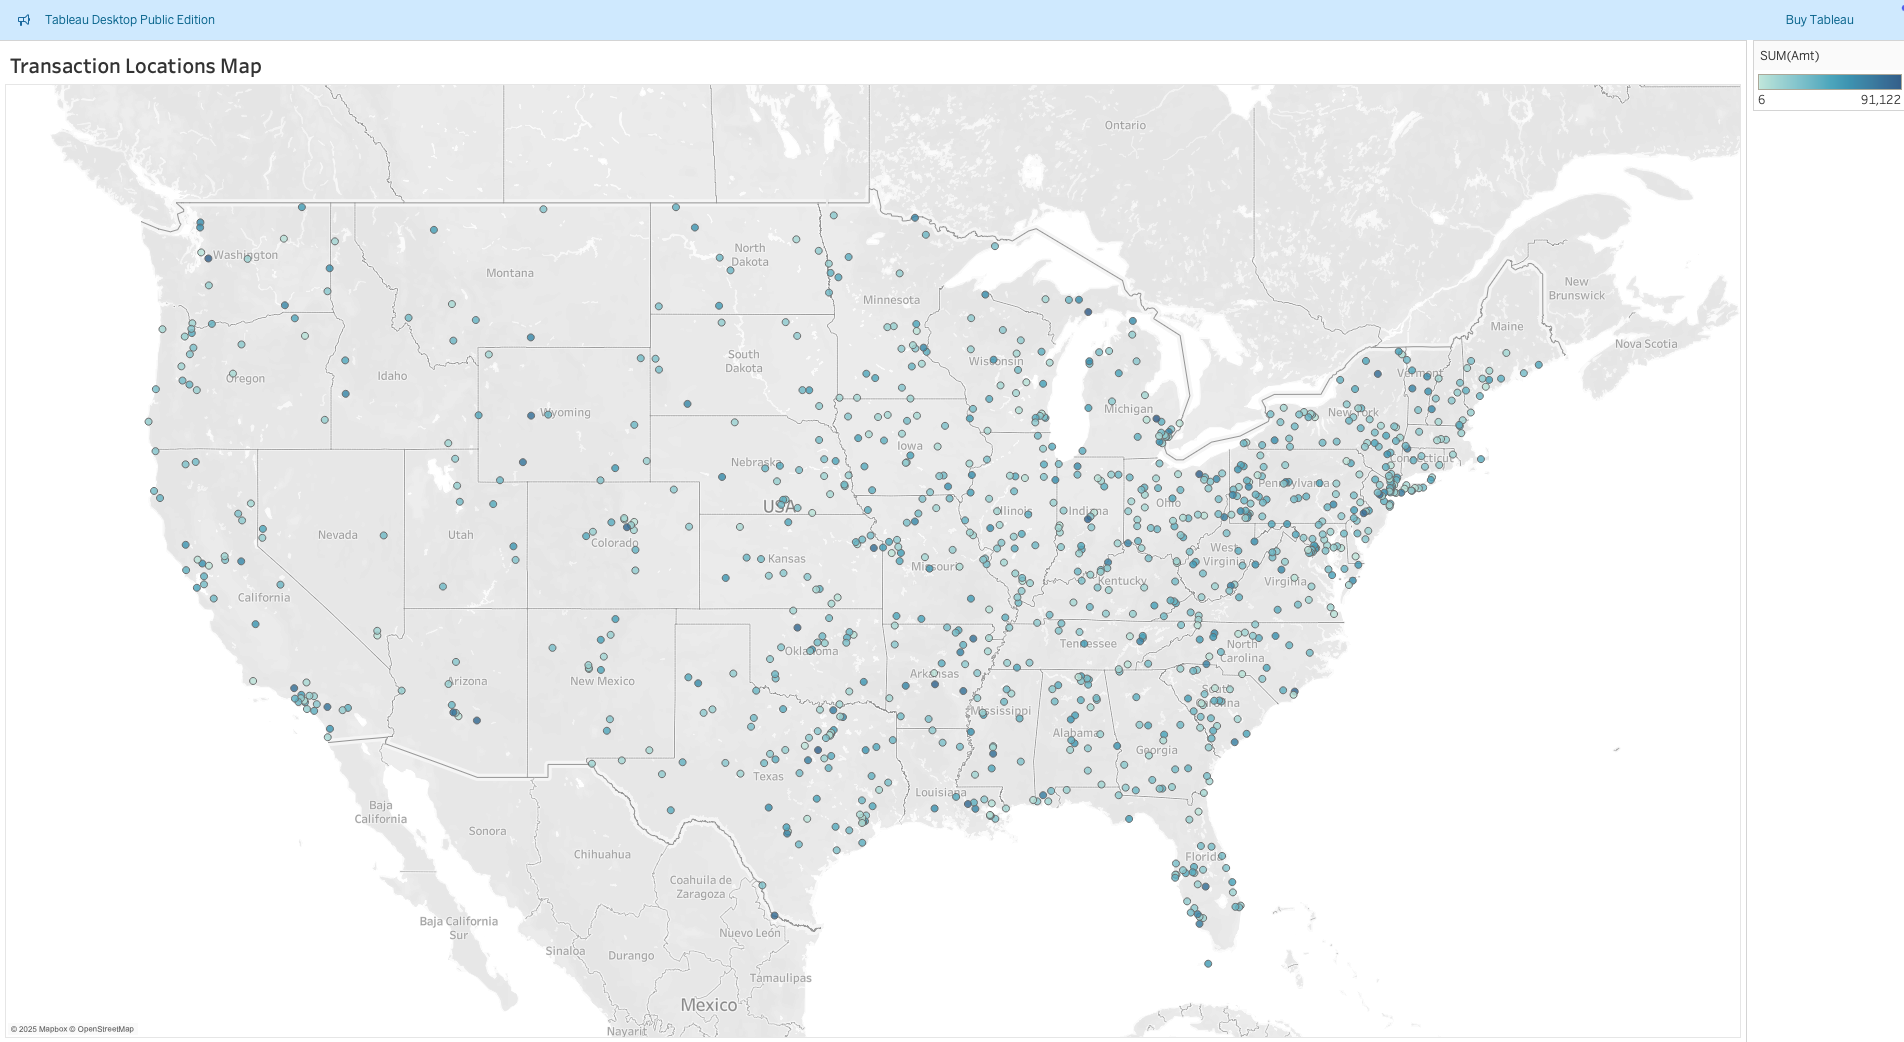 Tableau Desktop Public Edition
Buy Tableau
Transaction Locations Map
SUM(Amt)
6
91,122
Ontario
Washington
Montana
North
Dakota
Minnesota
New
Brunswick
Maine
Nova Scotia
South
Dakota
Wisconsin
Idaho
Oregon
Vermont
Wyoming
Michigan
New York
Iowa
Nebraska
Connecticut
Pennsylvania
USA
Illinois
Indiana
Ohio
Nevada
Utah
Colorado
Kansas
Missouri
West
Virginia
Kentucky
Virginia
California
Tennessee
North
Carolina
Oklahoma
Arizona
New Mexico
Arkansas
South
Carolina
Mississippi
Alabama
Georgia
Texas
Louisiana
Baja
California
Sonora
Chihuahua
Florida
Coahuila de
Zaragoza
Baja California
Sur
Nuevo León
Sinaloa
Durango
Tamaulipas
Mexico
Nayarit
© 2025 Mapbox © OpenStreetMap